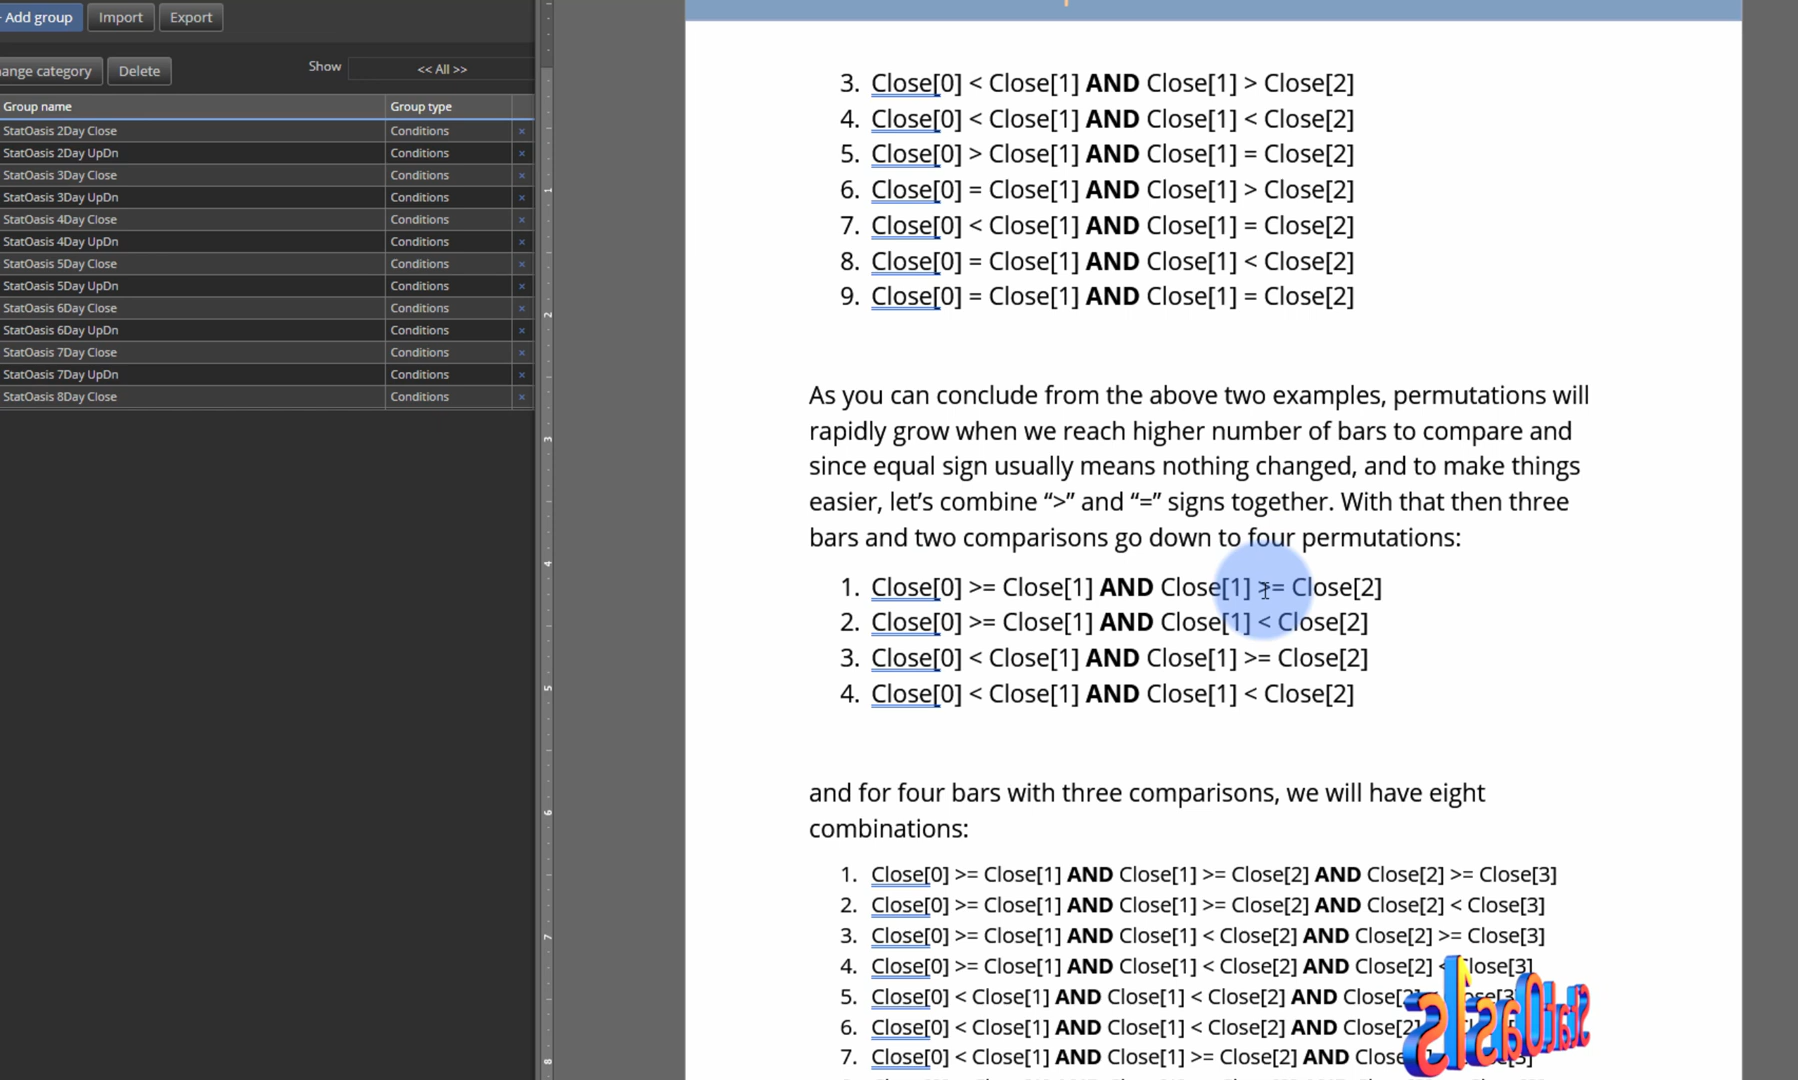 Add group
Import
Export
ange category
Delete
Show
<< All >>
Group name
Group type
StatOasis 2Day Close
Conditions
×
StatOasis 2Day UpDn
Conditions
×
StatOasis 3Day Close
Conditions
×
StatOasis 3Day UpDn
Conditions
×
StatOasis 4Day Close
Conditions
×
StatOasis 4Day UpDn
Conditions
×
StatOasis 5Day Close
Conditions
×
StatOasis 5Day UpDn
Conditions
×
StatOasis 6Day Close
Conditions
×
StatOasis 6Day UpDn
Conditions
×
StatOasis 7Day Close
Conditions
×
StatOasis 7Day UpDn
Conditions
×
StatOasis 8Day Close
Conditions
×
1
2
3
4
5
6
7
8
3. Close[0] < Close[1] AND Close[1] > Close[2]
4. Close[0] < Close[1] AND Close[1] < Close[2]
5. Close[0] > Close[1] AND Close[1] = Close[2]
6. Close[0] = Close[1] AND Close[1] > Close[2]
7. Close[0] < Close[1] AND Close[1] = Close[2]
8. Close[0] = Close[1] AND Close[1] < Close[2]
9. Close[0] = Close[1] AND Close[1] = Close[2]
As you can conclude from the above two examples, permutations will
rapidly grow when we reach higher number of bars to compare and
since equal sign usually means nothing changed, and to make things
easier, let’s combine “>” and “=” signs together. With that then three
bars and two comparisons go down to four permutations:
1. Close[0] >= Close[1] AND Close[1] >= Close[2]
2. Close[0] >= Close[1] AND Close[1] < Close[2]
3. Close[0] < Close[1] AND Close[1] >= Close[2]
4. Close[0] < Close[1] AND Close[1] < Close[2]
and for four bars with three comparisons, we will have eight
combinations:
1. Close[0] >= Close[1] AND Close[1] >= Close[2] AND Close[2] >= Close[3]
2. Close[0] >= Close[1] AND Close[1] >= Close[2] AND Close[2] < Close[3]
3. Close[0] >= Close[1] AND Close[1] < Close[2] AND Close[2] >= Close[3]
4. Close[0] >= Close[1] AND Close[1] < Close[2] AND Close[2] < Close[3]
5. Close[0] < Close[1] AND Close[1] < Close[2] AND Close[2]
6. Close[0] < Close[1] AND Close[1] < Close[2] AND Close[2]
7. Close[0] < Close[1] AND Close[1] >= Close[2] AND Close
StatOasis